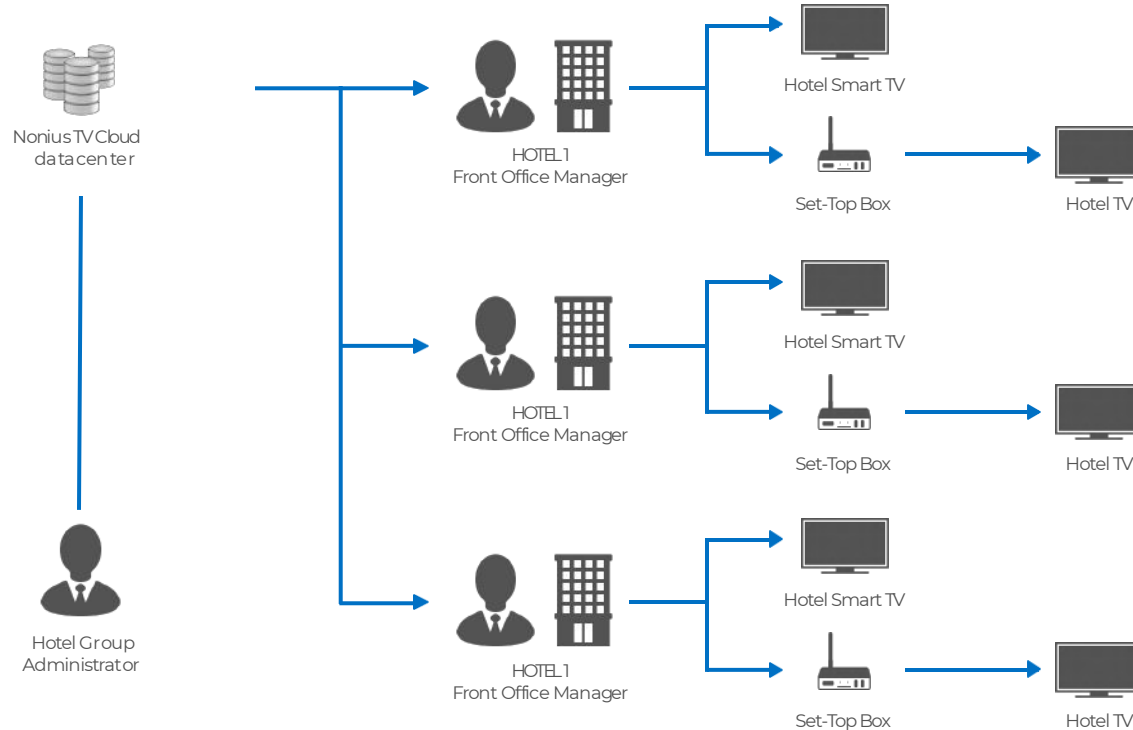 Hotel Smart TV
Nonius TV Cloud
datacenter
HOTEL 1
Front Office Manager
Set-Top Box
Hotel TV
Hotel Smart TV
HOTEL 1
Front Office Manager
Set-Top Box
Hotel TV
Hotel Smart TV
Hotel Group
Administrator
HOTEL 1
Front Office Manager
Set-Top Box
Hotel TV